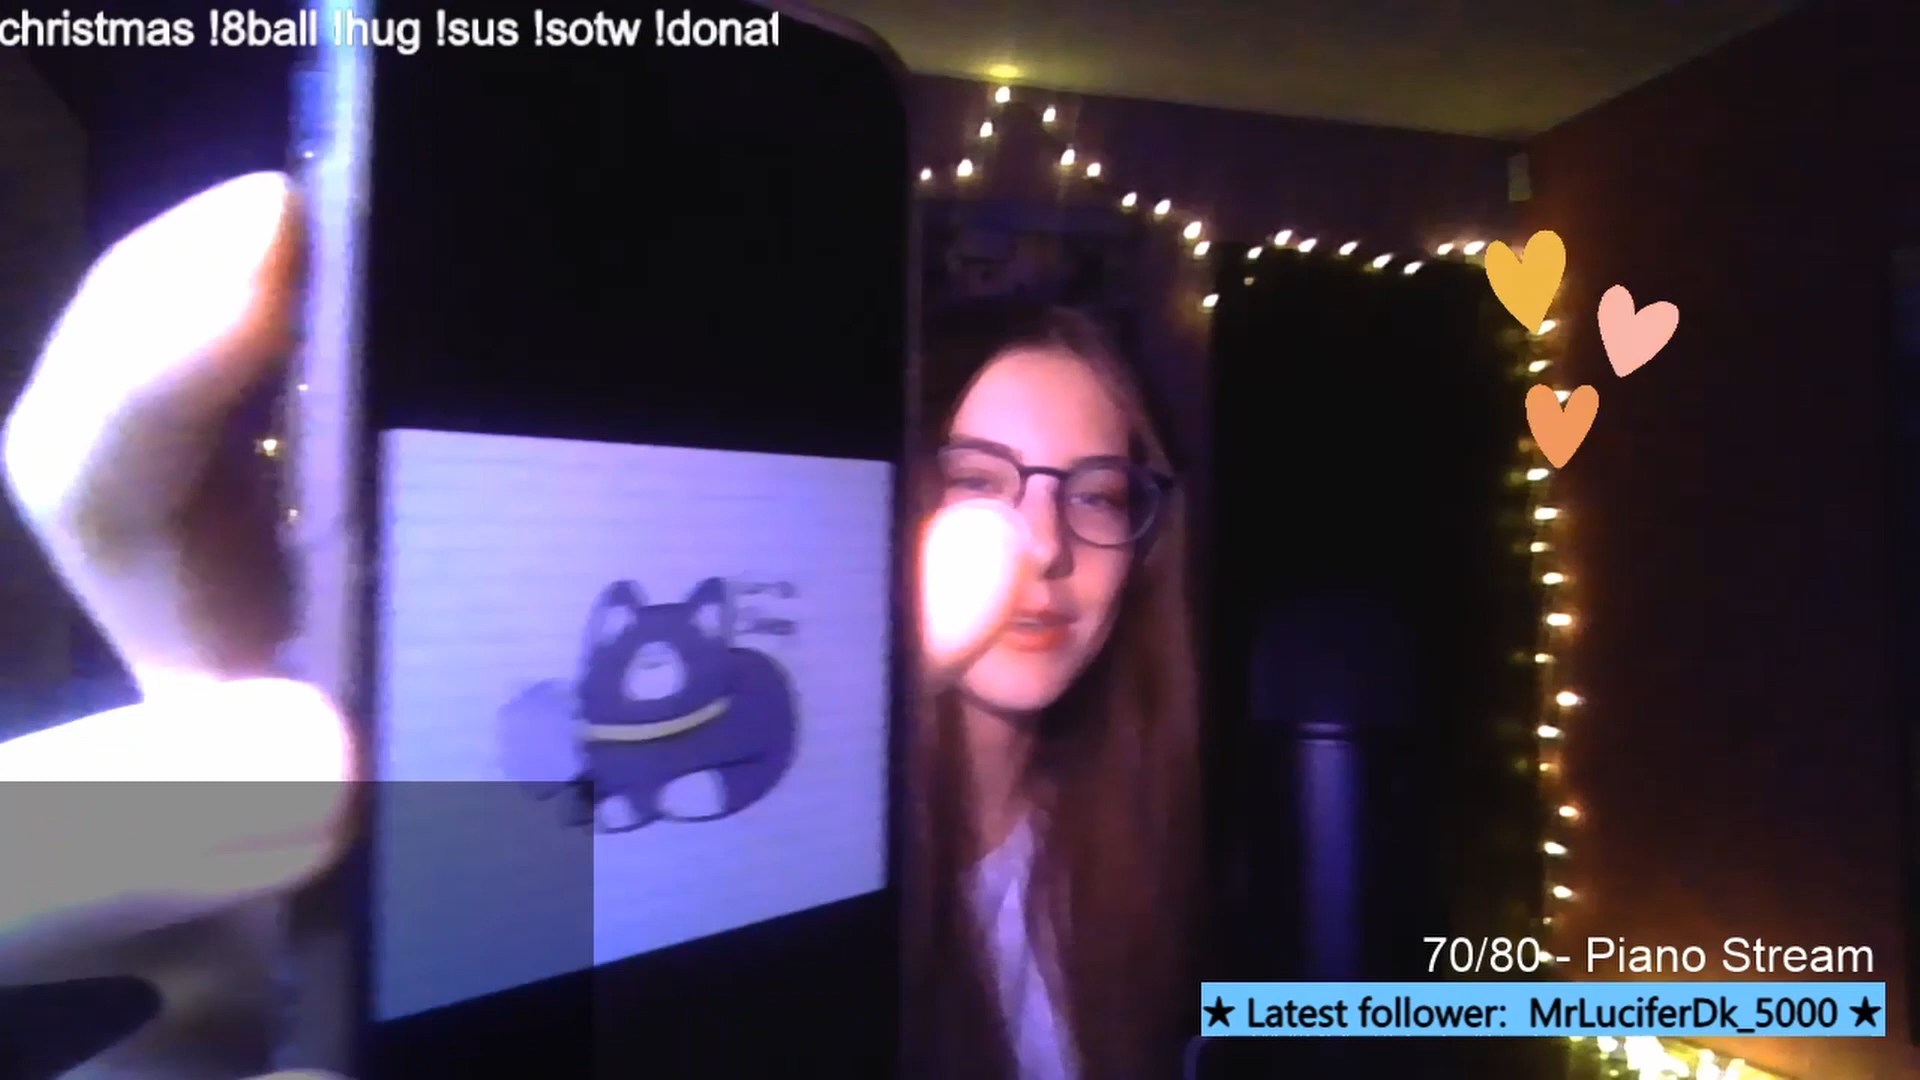 christmas !8ball !hug !sus !sotw !donat
70/80 - Piano Stream
★ Latest follower: MrLuciferDk_5000 ★